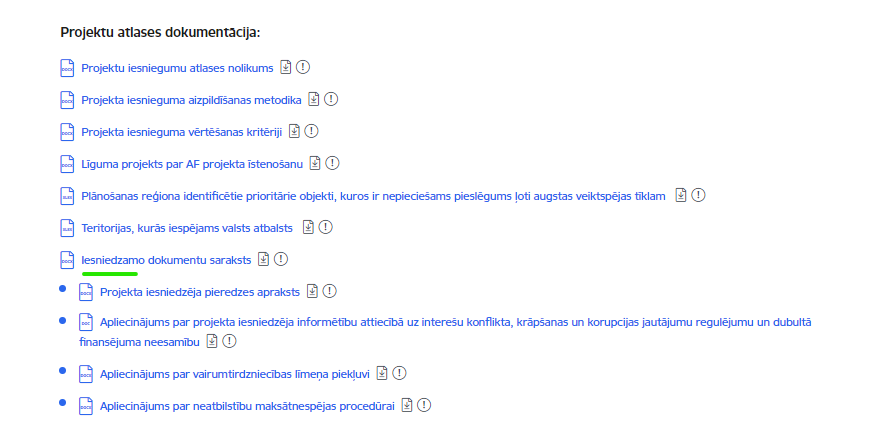 Projektu atlases dokumentācija:
Projektu iesniegumu atlases nolikums
Projekta iesnieguma aizpildīšanas metodika
Projekta iesnieguma vērtēšanas kritēriji
Līguma projekts par AF projekta īstenošanu
Plānošanas reģiona identificētie prioritārie objekti, kuros ir nepieciešams pieslēgums ļoti augstas veiktspējas tīklam
Teritorijas, kurās iespējams valsts atbalsts
Iesniedzamo dokumentu saraksts
Projekta iesniedzēja pieredzes apraksts
Apliecinājums par projekta iesniedzēja informētību attiecībā uz interešu konflikta, krāpšanas un korupcijas jautājumu regulējumu un dubultā
finansējuma neesamību
Apliecinājums par vairumtirdzniecības līmeņa piekļuvi
Apliecinājums par neatbilstību maksātnespējas procedūrai